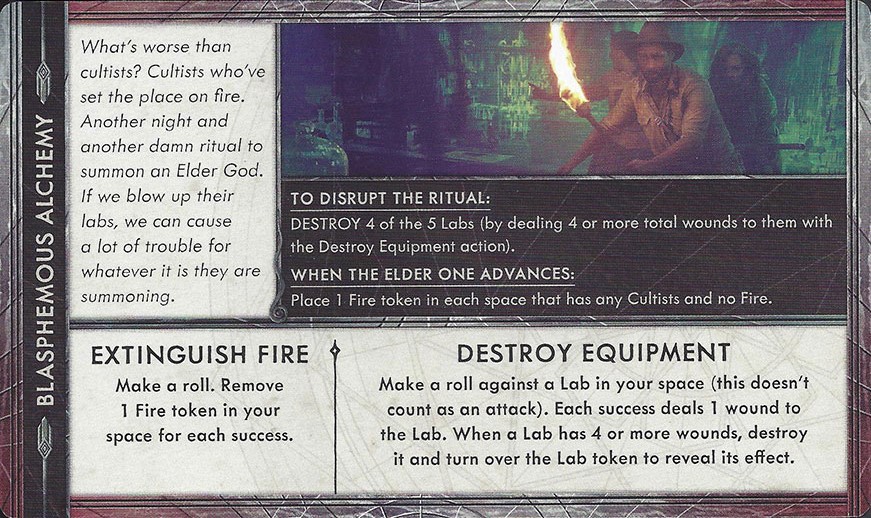 BLASPHEMOUS ALCHEMY
What's worse than
cultists? Cultists who've
set the place on fire.
Another night and
another damn ritual to
summon an Elder God.
If we blow up their
labs, we can cause
a lot of trouble for
whatever it is they are
summoning.
TO DISRUPT THE RITUAL:
DESTROY 4 of the 5 Labs (by dealing 4 or more total wounds to them with
the Destroy Equipment action).
WHEN THE ELDER ONE ADVANCES:
Place 1 Fire token in each space that has any Cultists and no Fire.
EXTINGUISH FIRE
Make a roll. Remove
1 Fire token in your
space for each success.
DESTROY EQUIPMENT
Make a roll against a Lab in your space (this doesn't
count as an attack). Each success deals 1 wound to
the Lab. When a Lab has 4 or more wounds, destroy
it and turn over the Lab token to reveal its effect.